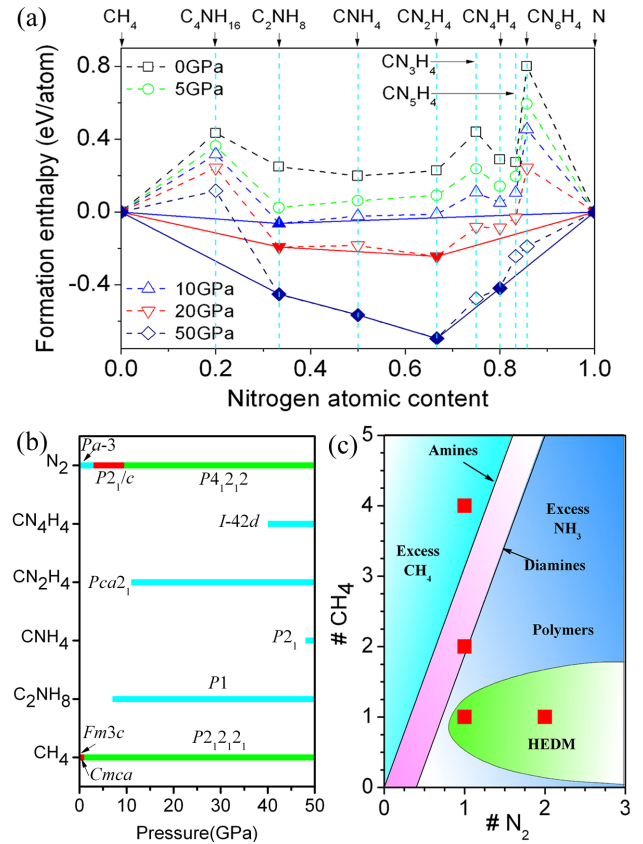 (a)
CH4 C4NH16 C2NH8 CNH4 CN2H4 CN4H4 CN6H4 N
CN3H4
CN5H4
0GPa
5GPa
10GPa
20GPa
50GPa
0.8
0.4
0.0
-0.4
Formation enthalpy (eV/atom)
0.0 0.2 0.4 0.6 0.8 1.0
Nitrogen atomic content
(b)
Pa-3
N2
P21/c P41212
CN4H4
I-42d
CN2H4
Pca21
CNH4
P21
C2NH8
P1
Fm3c
P212121
CH4
Cmca
0 10 20 30 40 50
Pressure(GPa)
(c)
5
4
3
2
1
0
# CH4
Amines
Excess
CH4
Excess
NH3
Diamines
Polymers
HEDM
0 1 2 3
# N2